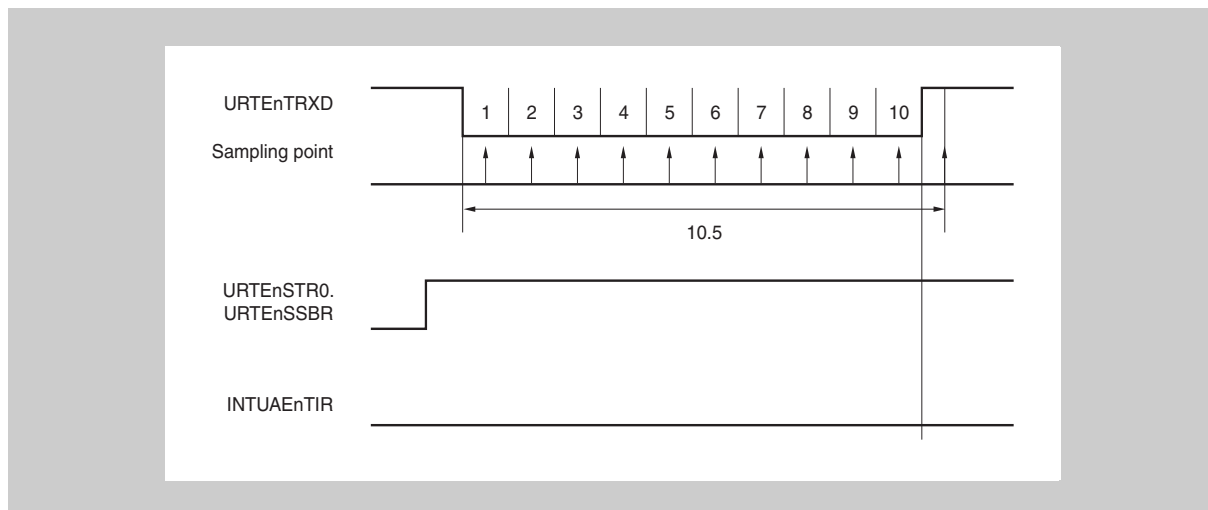 URTEnTRXD
1 2 3 4 5 6 7 8 9 10
Sampling point
10.5
URTEnSTR0.
URTEnSSBR
INTUAEnTIR